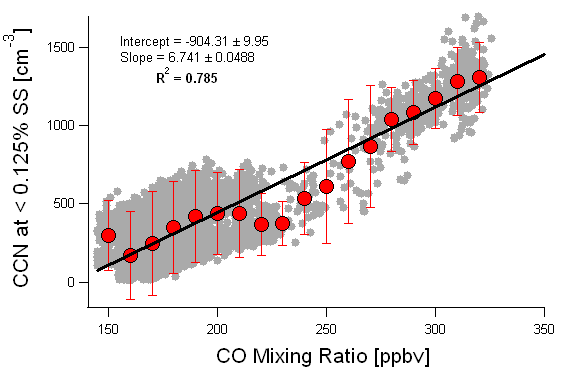 Intercept = -904.31 ± 9.95
Slope = 6.741 ± 0.0488
R² = 0.785
CCN at < 0.125% SS [cm⁻³]
1500
1000
500
0
150
200
250
300
350
CO Mixing Ratio [ppbv]